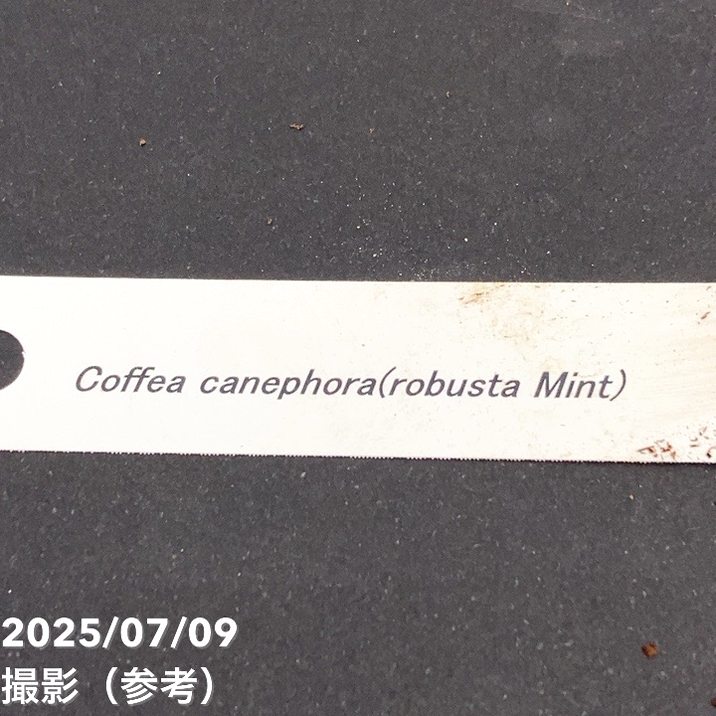 Coffea canephora(robusta Mint)
2025/07/09
撮影（参考）